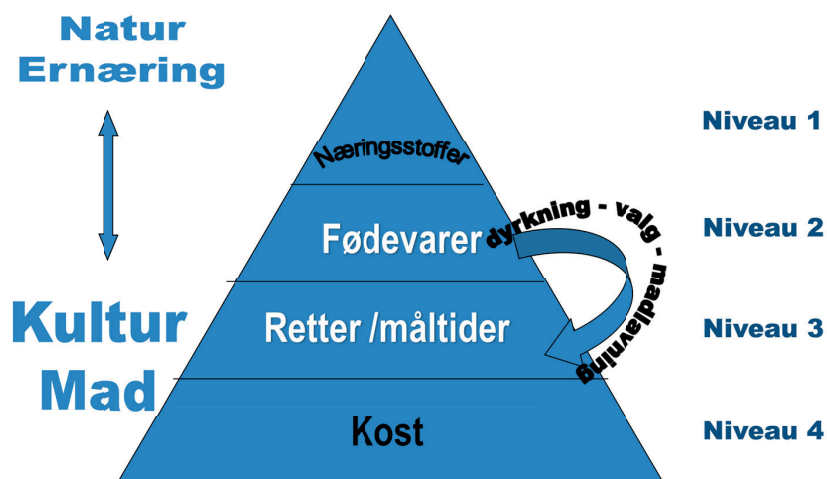 Natur
Ernæring
Kultur
Mad
Næringsstoffer
Fødevarer
Retter /måltider
Kost
dyrkning - valg - madlavning
Niveau 1
Niveau 2
Niveau 3
Niveau 4